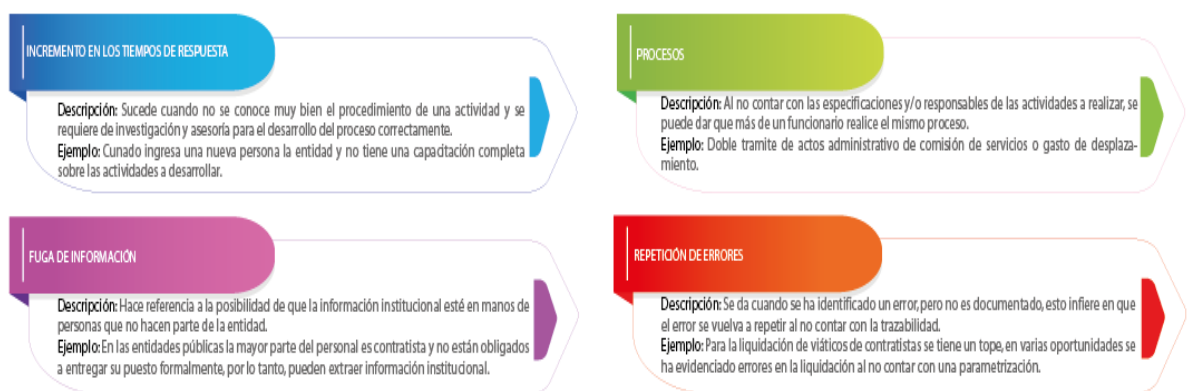 INCREMENTO EN LOS TIEMPOS DE RESPUESTA
Descripción: Sucede cuando no se conoce muy bien el procedimiento de una actividad y se
requiere de investigación y asesoría para el desarrollo del proceso correctamente.
Ejemplo: Cunado ingresa una nueva persona la entidad y no tiene una capacitación completa
sobre las actividades a desarrollar.
PROCESOS
Descripción: Al no contar con las especificaciones y/o responsables de las actividades a realizar, se
puede dar que más de un funcionario realice el mismo proceso.
Ejemplo: Doble tramite de actos administrativo de comisión de servicios o gasto de desplaza-
miento.
FUGA DE INFORMACIÓN
Descripción: Hace referencia a la posibilidad de que la información institucional esté en manos de
personas que no hacen parte de la entidad.
Ejemplo: En las entidades públicas la mayor parte del personal es contratista y no están obligados
a entregar su puesto formalmente, por lo tanto, pueden extraer información institucional.
REPETICIÓN DE ERRORES
Descripción: Se da cuando se ha identificado un error, pero no es documentado, esto infiere en que
el error se vuelva a repetir al no contar con la trazabilidad.
Ejemplo: Para la liquidación de viáticos de contratistas se tiene un tope, en varias oportunidades se
ha evidenciado errores en la liquidación al no contar con una parametrización.